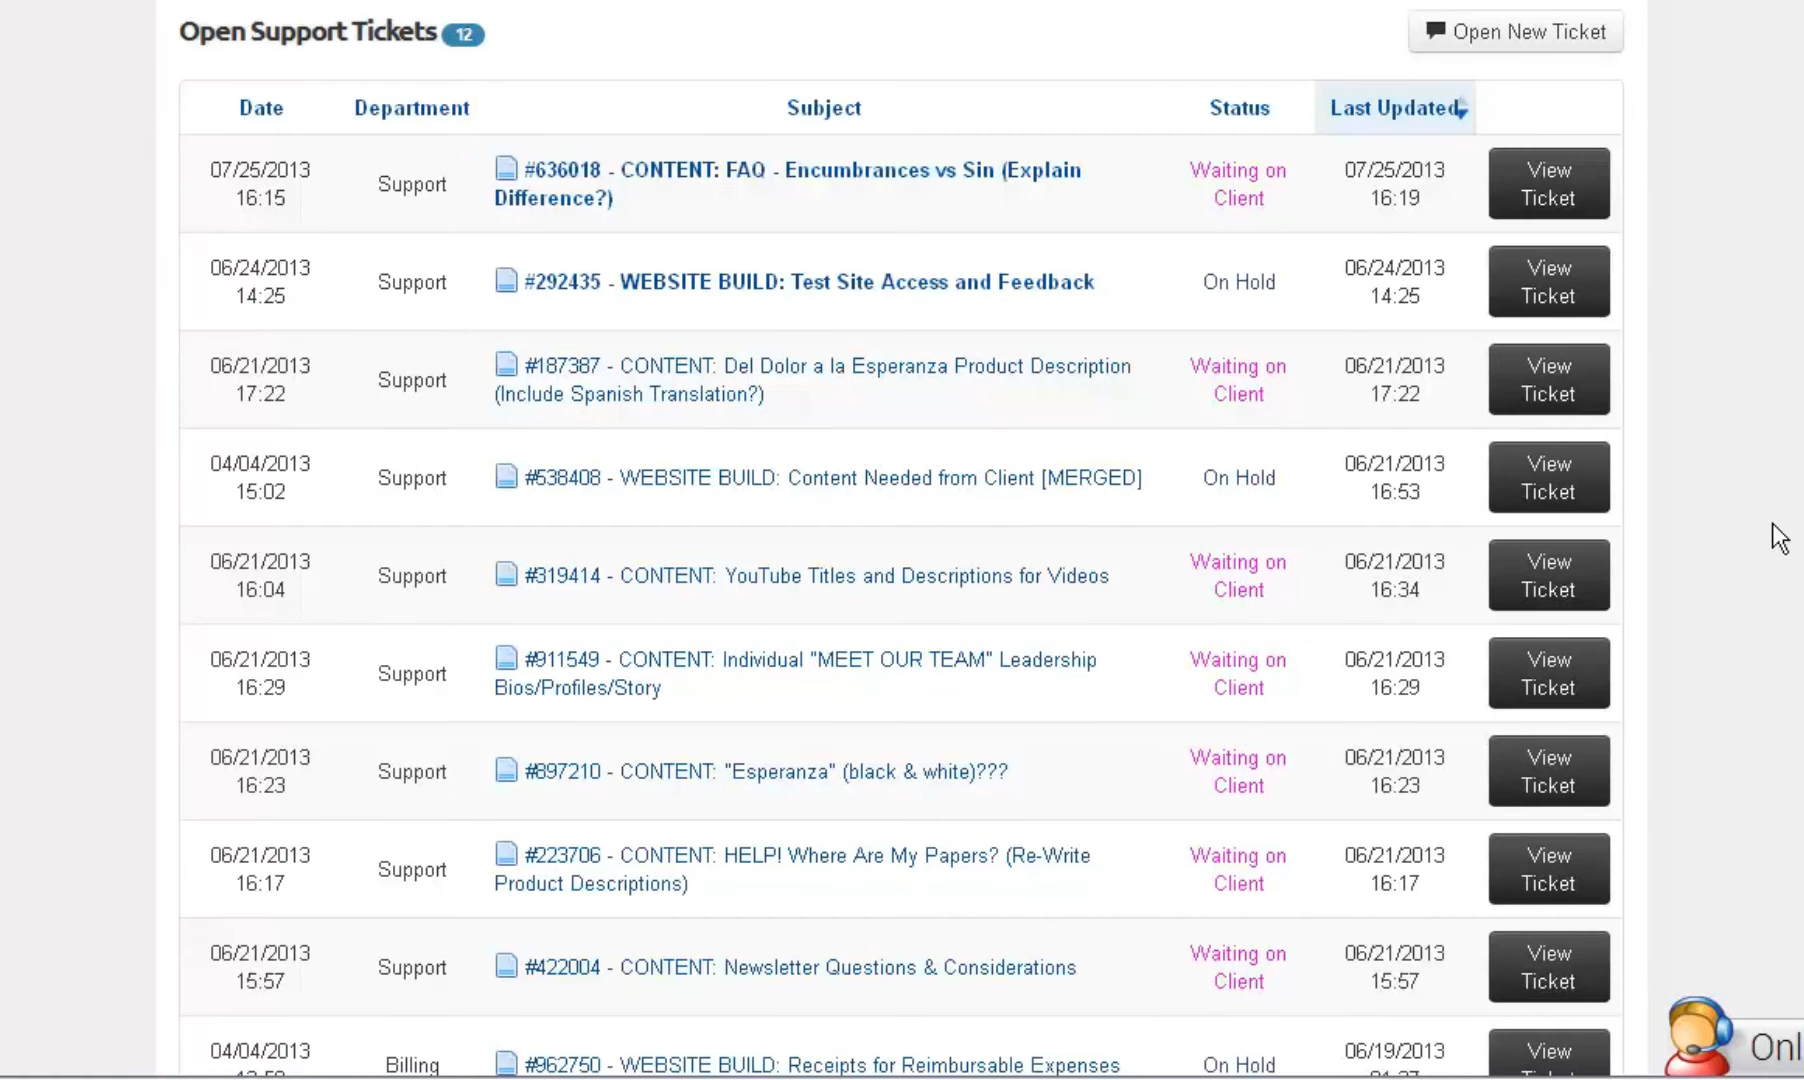 Open Support Tickets 12
Open New Ticket
Date Department Subject Status Last Updated
07/25/2013
16:15
Support
#636018 - CONTENT: FAQ - Encumbrances vs Sin (Explain
Difference?)
Waiting on
Client
07/25/2013
16:19
View
Ticket
06/24/2013
14:25
Support
#292435 - WEBSITE BUILD: Test Site Access and Feedback
On Hold
06/24/2013
14:25
View
Ticket
06/21/2013
17:22
Support
#187387 - CONTENT: Del Dolor a la Esperanza Product Description
(Include Spanish Translation?)
Waiting on
Client
06/21/2013
17:22
View
Ticket
04/04/2013
15:02
Support
#538408 - WEBSITE BUILD: Content Needed from Client [MERGED]
On Hold
06/21/2013
16:53
View
Ticket
06/21/2013
16:04
Support
#319414 - CONTENT: YouTube Titles and Descriptions for Videos
Waiting on
Client
06/21/2013
16:34
View
Ticket
06/21/2013
16:29
Support
#911549 - CONTENT: Individual "MEET OUR TEAM" Leadership
Bios/Profiles/Story
Waiting on
Client
06/21/2013
16:29
View
Ticket
06/21/2013
16:23
Support
#897210 - CONTENT: "Esperanza" (black & white)???
Waiting on
Client
06/21/2013
16:23
View
Ticket
06/21/2013
16:17
Support
#223706 - CONTENT: HELP! Where Are My Papers? (Re-Write
Product Descriptions)
Waiting on
Client
06/21/2013
16:17
View
Ticket
06/21/2013
15:57
Support
#422004 - CONTENT: Newsletter Questions & Considerations
Waiting on
Client
06/21/2013
15:57
View
Ticket
04/04/2013
Billing
#962750 - WEBSITE BUILD: Receipts for Reimbursable Expenses
On Hold
06/19/2013
View
Onl